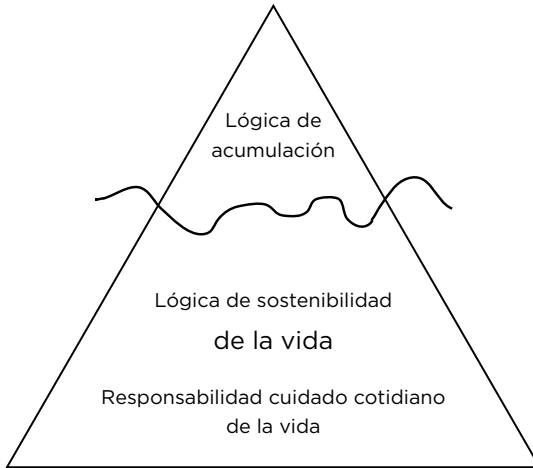 Lógica de
acumulación
Lógica de sostenibilidad
de la vida
Responsabilidad cuidado cotidiano
de la vida